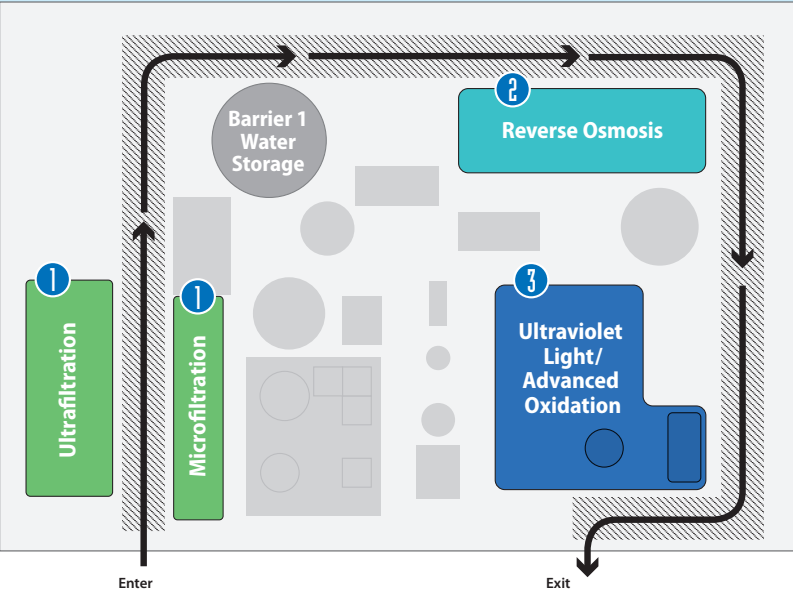 Barrier 1
Water
Storage
2
Reverse Osmosis
1
Ultrafiltration
1
Microfiltration
3
Ultraviolet
Light/
Advanced
Oxidation
Enter
Exit